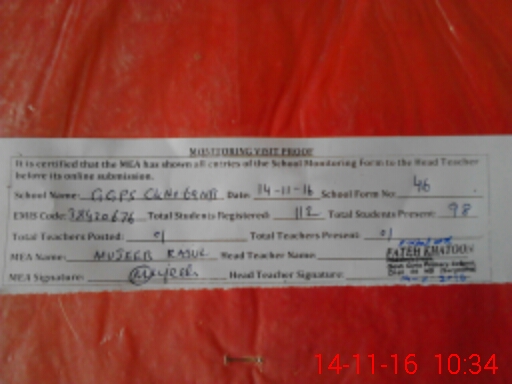 MONITORING VISIT PROOF
It is certified that the MEA has shown all entries of the School Monitoring Form to the Head Teacher
before its online submission.
School Name: GGPS Date: 14-11-16 School Form No: 46
EMIS Code: 38420676 Total Students Registered: 112 Total Students Present: 98
Total Teachers Posted: 01 Total Teachers Present: 01
MEA Name: MUJEEB RASUL Head Teacher Name:
FATEH KHATOON
MEA Signature: Mujeeb Head Teacher Signature:
14-11-16 10:34